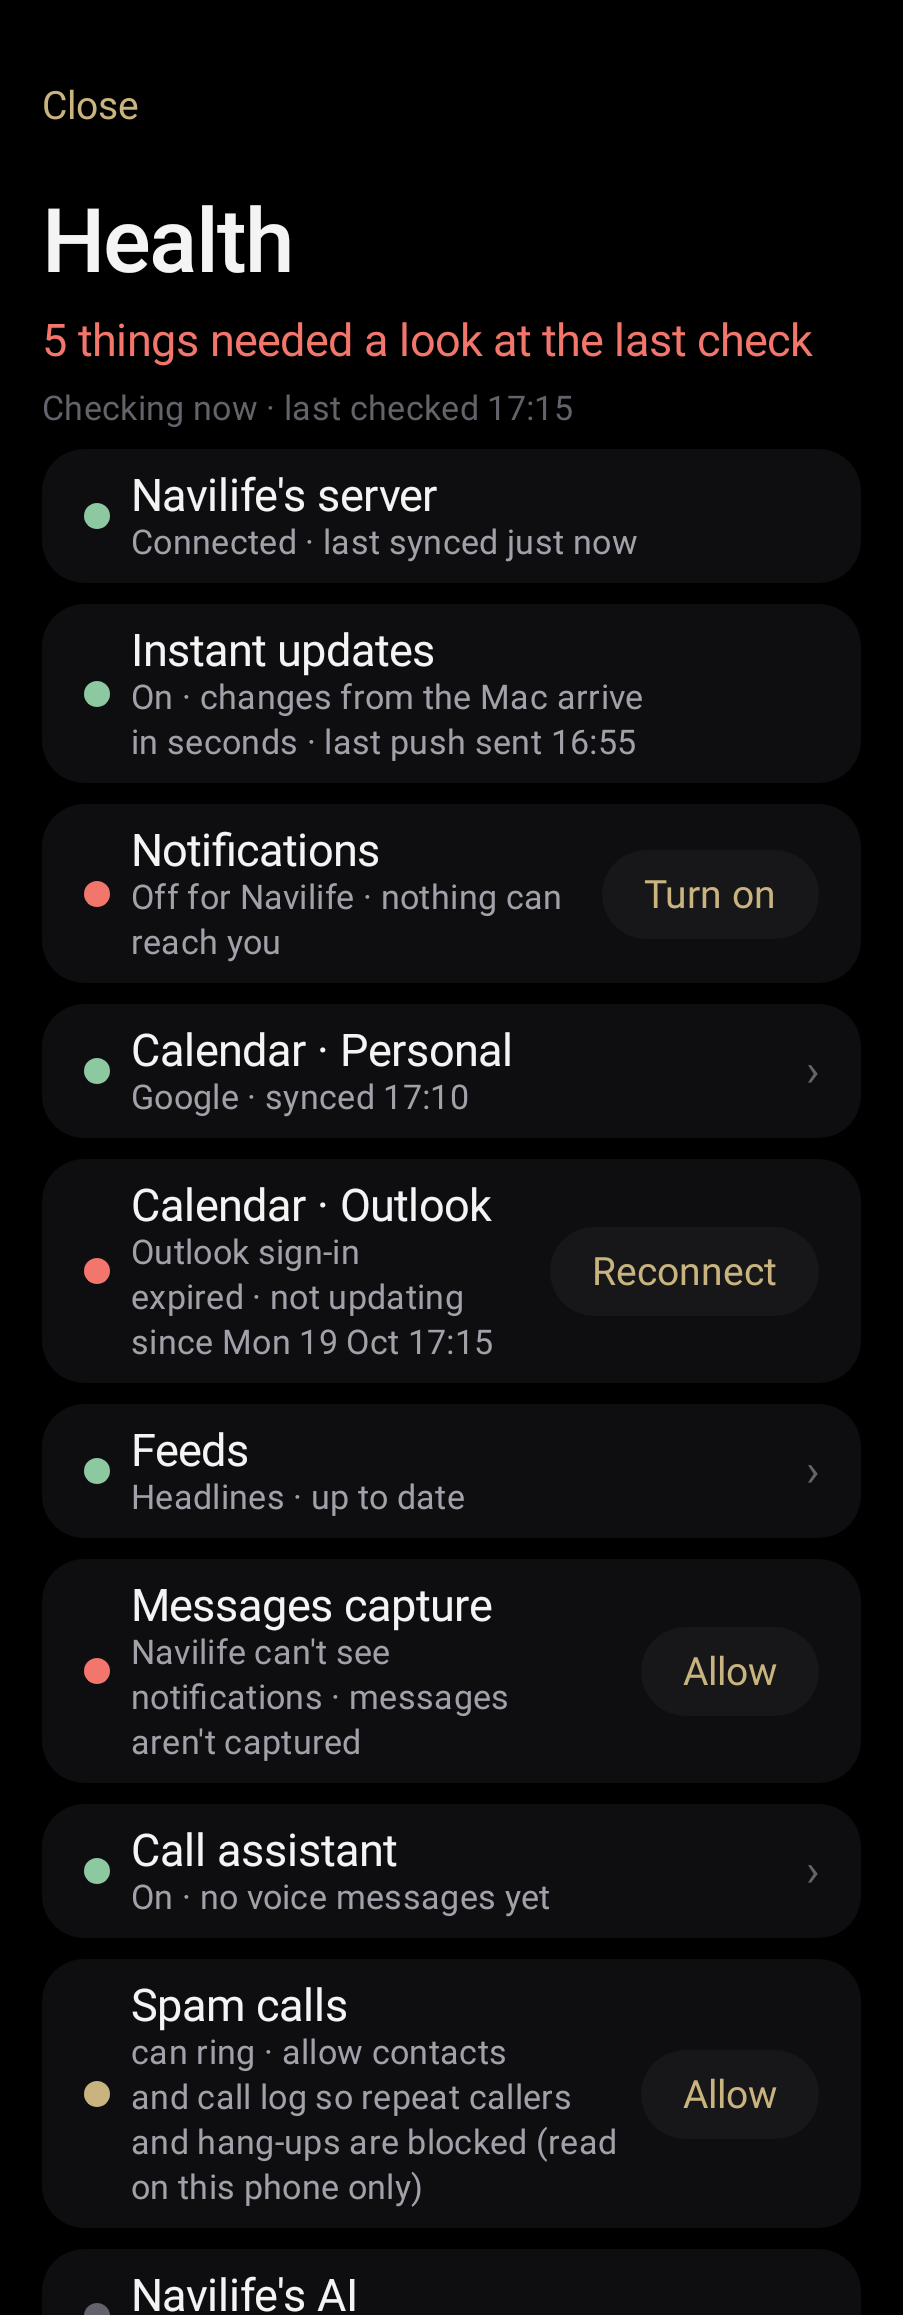 Close
Health
5 things needed a look at the last check
Checking now · last checked 17:15
Navilife's server
Connected · last synced just now
Instant updates
On · changes from the Mac arrive
in seconds · last push sent 16:55
Notifications
Off for Navilife · nothing can
reach you
Turn on
Calendar · Personal
Google · synced 17:10
Calendar · Outlook
Outlook sign-in
expired · not updating
since Mon 19 Oct 17:15
Reconnect
Feeds
Headlines · up to date
Messages capture
Navilife can't see
notifications · messages
aren't captured
Allow
Call assistant
On · no voice messages yet
Spam calls
can ring · allow contacts
and call log so repeat callers
and hang-ups are blocked (read
on this phone only)
Allow
Navilife's AI